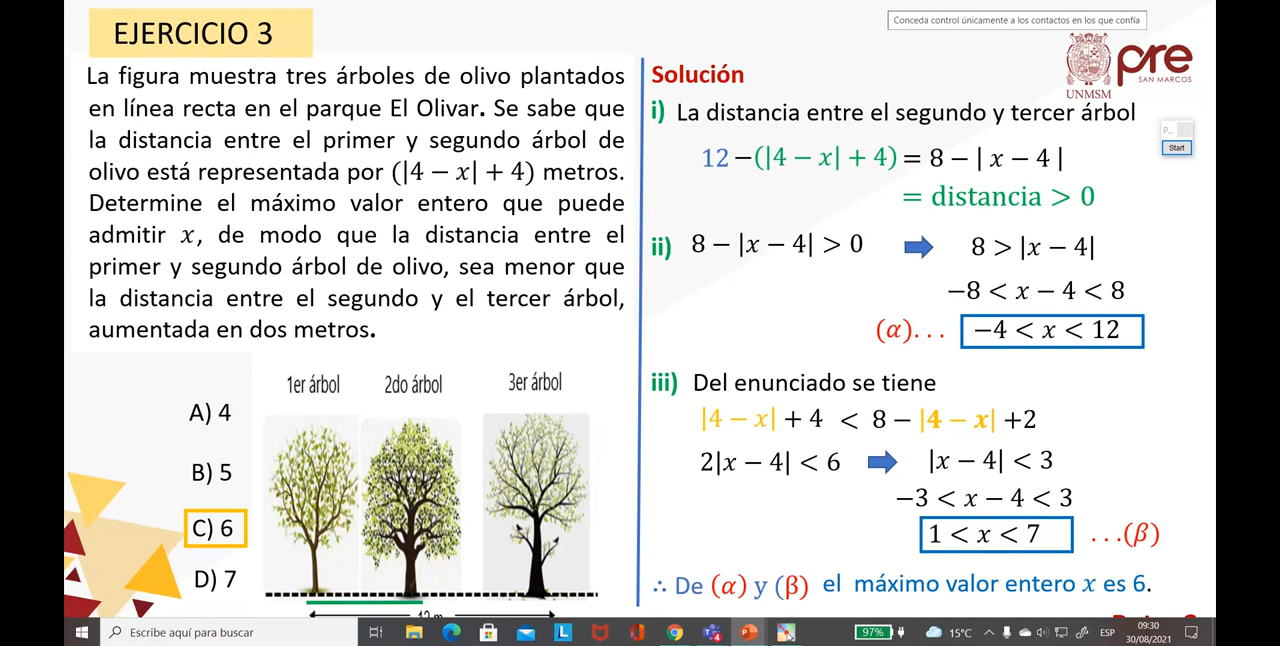 EJERCICIO 3
Conceda control únicamente a los contactos en los que confía
UNMSM
pre
SAN MARCOS
P...
Start
La figura muestra tres árboles de olivo plantados
en línea recta en el parque El Olivar. Se sabe que
la distancia entre el primer y segundo árbol de
olivo está representada por (|4 − x| + 4) metros.
Determine el máximo valor entero que puede
admitir x, de modo que la distancia entre el
primer y segundo árbol de olivo, sea menor que
la distancia entre el segundo y el tercer árbol,
aumentada en dos metros.
A) 4
B) 5
C) 6
D) 7
1er árbol
2do árbol
3er árbol
12 m
Solución
i) La distancia entre el segundo y tercer árbol
12 −(|4 − x| + 4) = 8 − | x − 4 |
= distancia > 0
ii) 8 − |x − 4| > 0 ➡ 8 > |x − 4|
−8 < x − 4 < 8
(α)... −4 < x < 12
iii) Del enunciado se tiene
|4 − x| + 4 < 8 − |4 − x| +2
2|x − 4| < 6 ➡ |x − 4| < 3
−3 < x − 4 < 3
1 < x < 7 ...(β)
∴ De (α) y (β) el máximo valor entero x es 6.
Escribe aquí para buscar
97%
15°C
ESP
09:30
30/08/2021